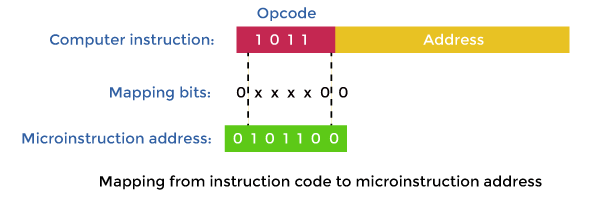 Opcode
Computer instruction: 1 0 1 1 Address
Mapping bits: 0 x x x x 0 0
Microinstruction address: 0 1 0 1 1 0 0
Mapping from instruction code to microinstruction address